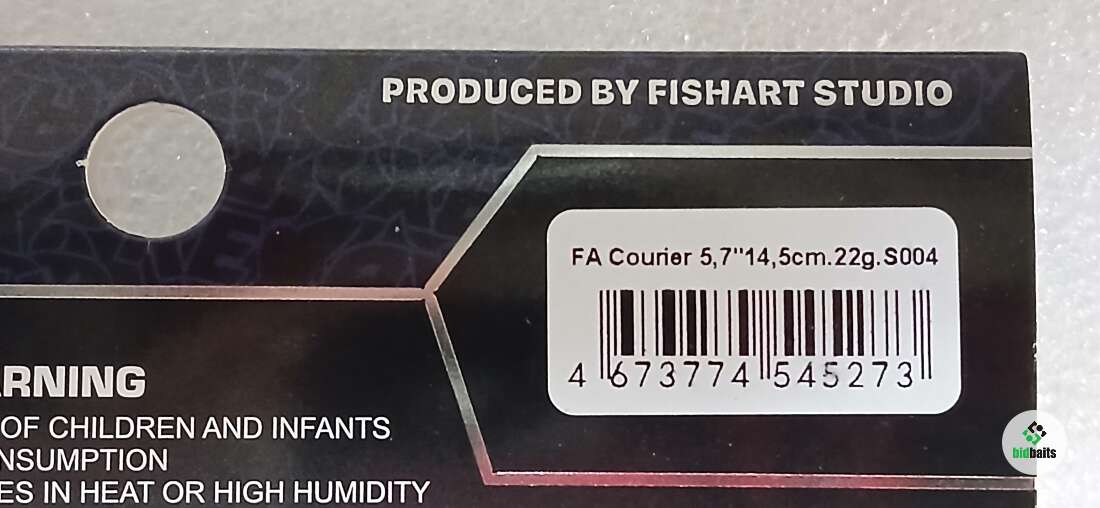 PRODUCED BY FISHART STUDIO
FA Courier 5,7"14,5cm.22g.S004
4 673774 545273
ARNING
OF CHILDREN AND INFANTS
NSUMPTION
ES IN HEAT OR HIGH HUMIDITY
bidbaits